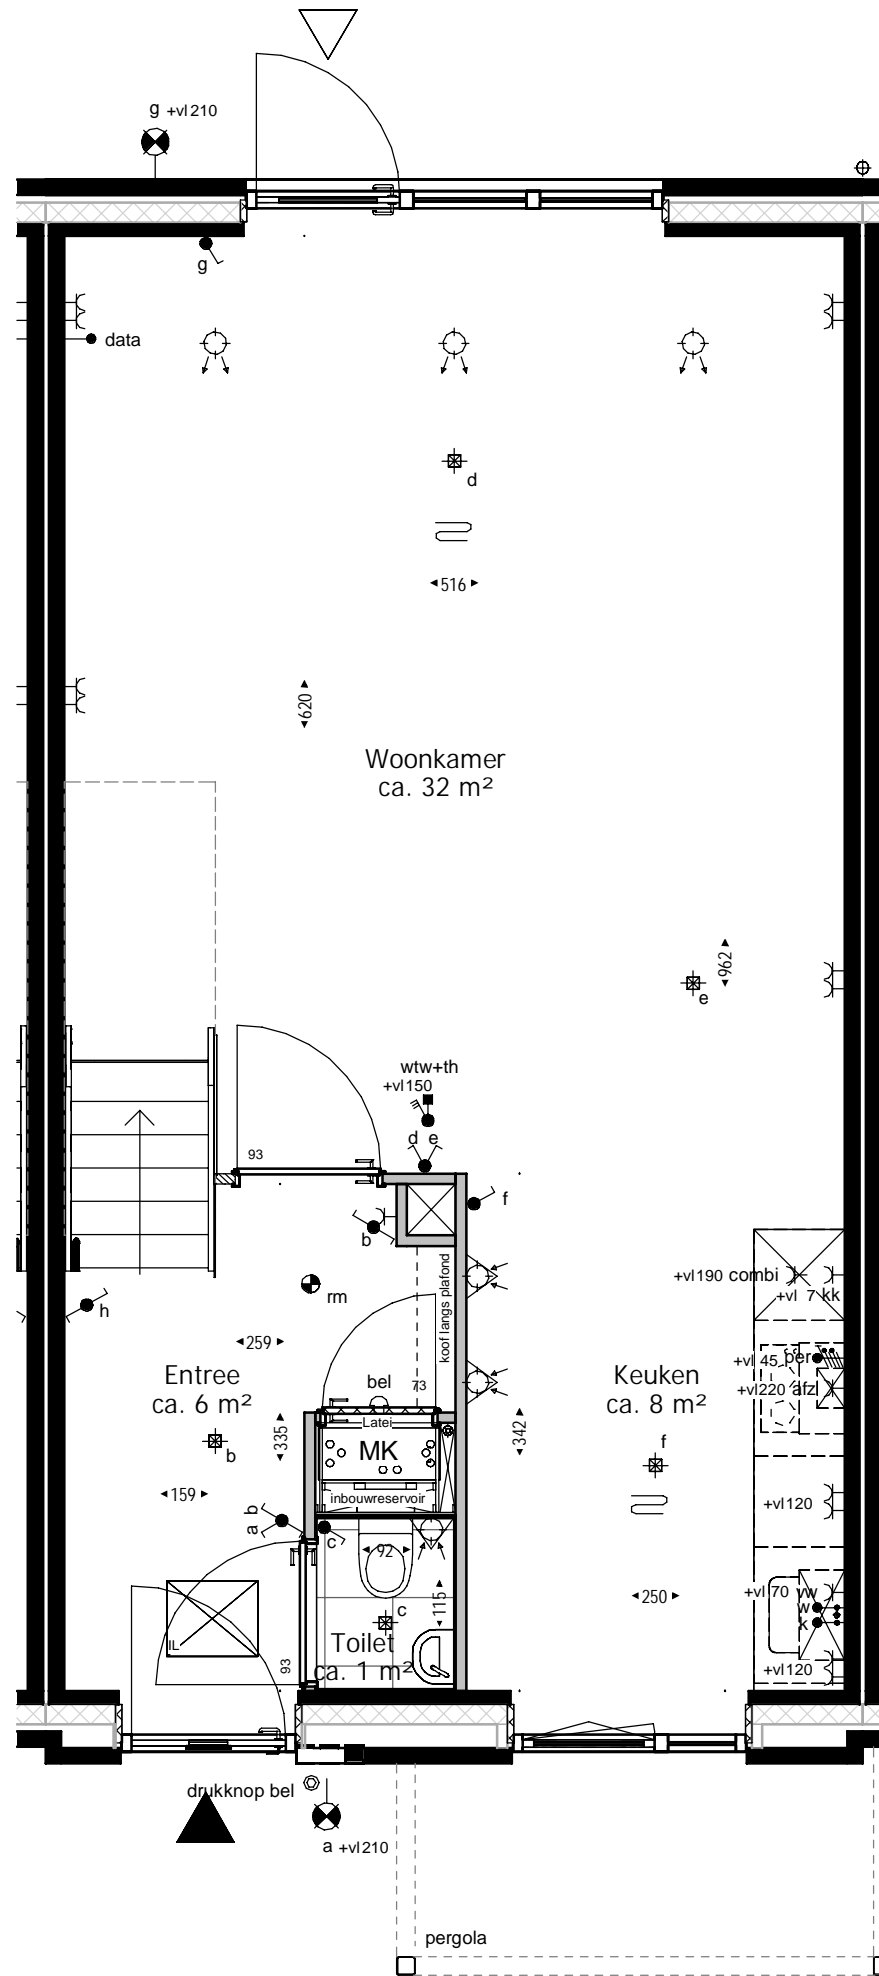 g +vl210
g
data
d
516
620
Woonkamer
ca. 32 m²
962
e
wtw+th
+vl150
d e
93
f
b
+vl190 combi
+vl 7 kk
rm
koof langs plafond
h
259
+vl 45 per
Entree
ca. 6 m²
bel
73
Keuken
ca. 8 m²
+vl220 afz
Latei
335
342
MK
b
f
159
inbouwreservoir
+vl120
a b
c
92
115
250
+vl 70 vw
w
k
c
IL
Toilet
ca. 1 m²
93
+vl120
drukknop bel
a +vl210
pergola